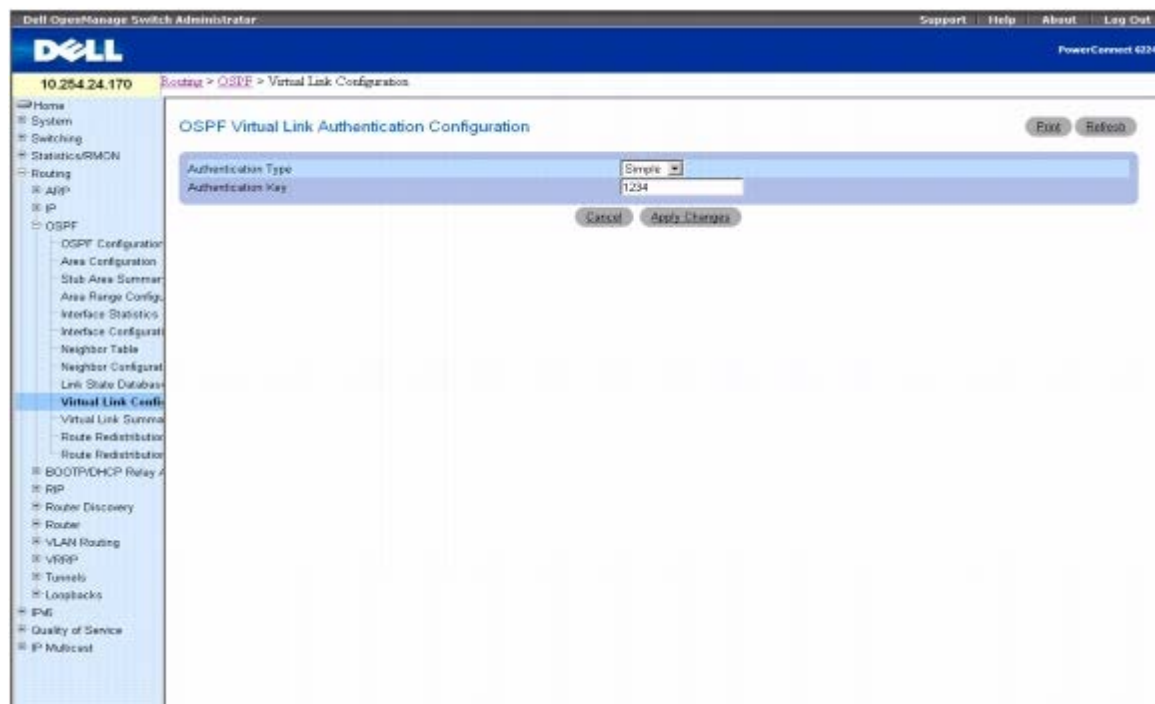 Dell OpenManage Switch Administrator
Support Help About Log Out
DELL
PowerConnect 6224
10.254.24.170
Routing > OSPF > Virtual Link Configuration
Home
System
Switching
Statistics/RMON
Routing
ARP
IP
OSPF
OSPF Configuration
Area Configuration
Stub Area Summar
Area Range Configu
Interface Statistics
Interface Configurati
Neighbor Table
Neighbor Configurat
Link State Databas
Virtual Link Confi
Virtual Link Summa
Route Redistribution
Route Redistribution
BOOTP/DHCP Relay A
RIP
Router Discovery
Router
VLAN Routing
VRRP
Tunnels
Loopbacks
IPv6
Quality of Service
IP Multicast
OSPF Virtual Link Authentication Configuration
Print Refresh
Authentication Type Simple
Authentication Key 1234
Cancel Apply Changes